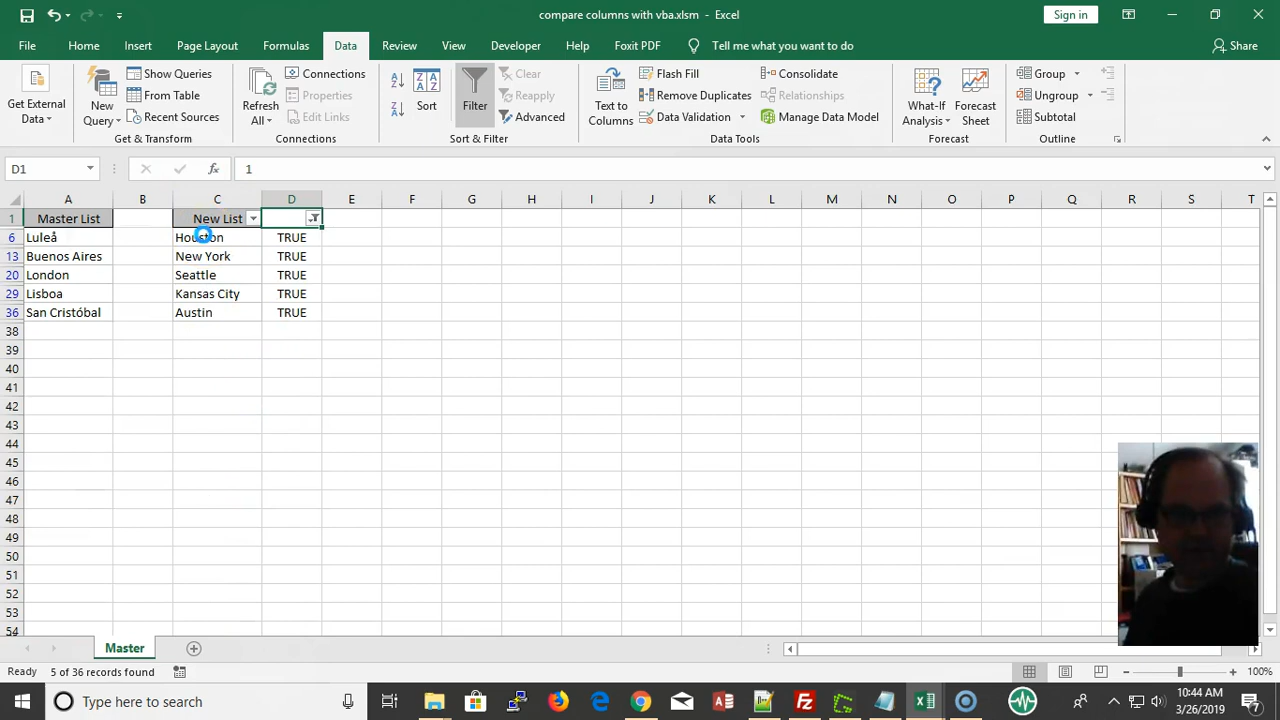 compare columns with vba.xlsm - Excel
Sign in
File Home Insert Page Layout Formulas Data Review View Developer Help Foxit PDF Tell me what you want to do Share
Get External Data
New Query
Show Queries
From Table
Recent Sources
Get & Transform
Refresh All
Connections
Properties
Edit Links
Connections
Sort
Filter
Clear
Reapply
Advanced
Sort & Filter
Text to Columns
Flash Fill
Remove Duplicates
Data Validation
Consolidate
Relationships
Manage Data Model
Data Tools
What-If Analysis
Forecast Sheet
Forecast
Group
Ungroup
Subtotal
Outline
D1 fx 1
A B C D E F G H I J K L M N O P Q R S T
1 Master List New List
6 Luleå Houston TRUE
13 Buenos Aires New York TRUE
20 London Seattle TRUE
29 Lisboa Kansas City TRUE
36 San Cristóbal Austin TRUE
38
39
40
41
42
43
44
45
46
47
48
49
50
51
52
53
54
Master
Ready 5 of 36 records found 100%
Type here to search
10:44 AM
3/26/2019
7